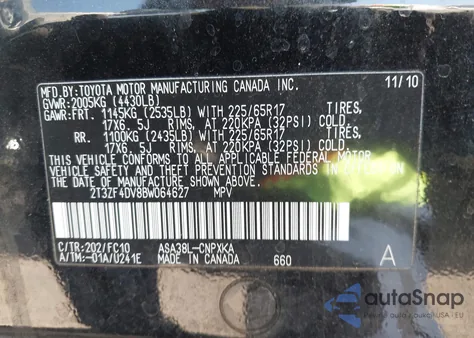 MFD.BY:TOYOTA MOTOR MANUFACTURING CANADA INC. 11/10
GVWR:2005KG (4430LB)
GAWR:FRT. 1145KG (2535LB) WITH 225/65R17 TIRES,
17X6.5J RIMS, AT 220KPA (32PSI) COLD.
RR. 1100KG (2435LB) WITH 225/65R17 TIRES,
17X6.5J RIMS, AT 220KPA (32PSI) COLD.
THIS VEHICLE CONFORMS TO ALL APPLICABLE FEDERAL MOTOR
VEHICLE SAFETY AND THEFT PREVENTION STANDARDS IN EFFECT
ON THE DATE OF MANUFACTURE SHOWN ABOVE.
2T3ZF4DV8BW064627 MPV
C/TR:202/FC10 ASA38L-CNPXKA
A/TM:-01A/U241E MADE IN CANADA 660 A
autaSnap